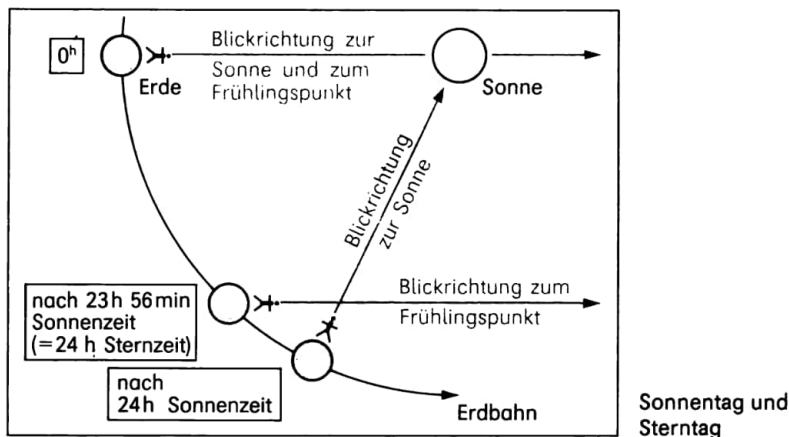 0ʰ
Erde
Blickrichtung zur
Sonne und zum
Frühlingspunkt
Sonne
Blickrichtung
zur Sonne
nach 23h 56min
Sonnenzeit
(=24 h Sternzeit)
Blickrichtung zum
Frühlingspunkt
nach
24h Sonnenzeit
Erdbahn
Sonnentag und
Sterntag